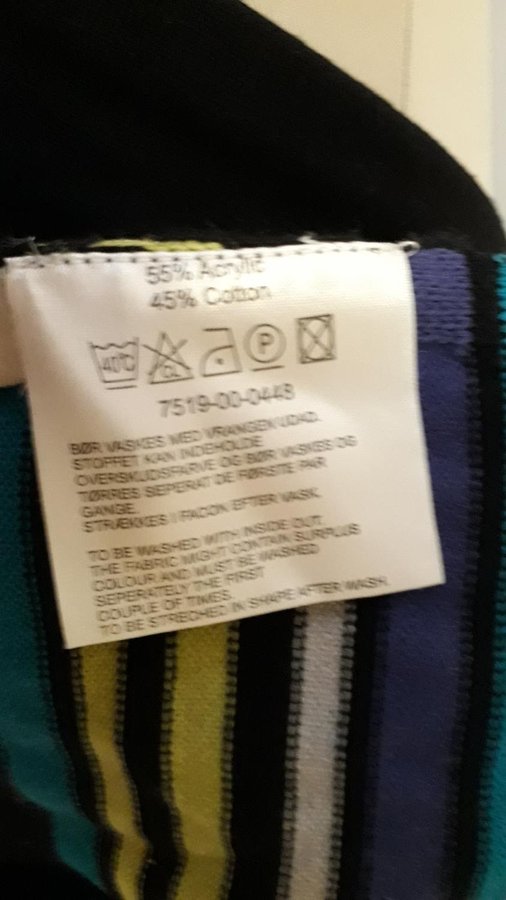 55% Acrylic
45% Cotton
40°C CL P
7519-00-0448
BØR VASKES MED VRANGEN UDAD.
STOFFET KAN INDEHOLDE
OVERSKUDSFARVE OG BØR VASKES OG
TØRRES SEPERAT DE FØRSTE PAR
GANGE.
STRÆKKES I FACON EFTER VASK.
TO BE WASHED WITH INSIDE OUT.
THE FABRIC MIGHT CONTAIN SURPLUS
COLOUR AND MUST BE WASHED
SEPERATELY THE FIRST
COUPLE OF TIMES.
TO BE STRECHED IN SHAPE AFTER WASH.